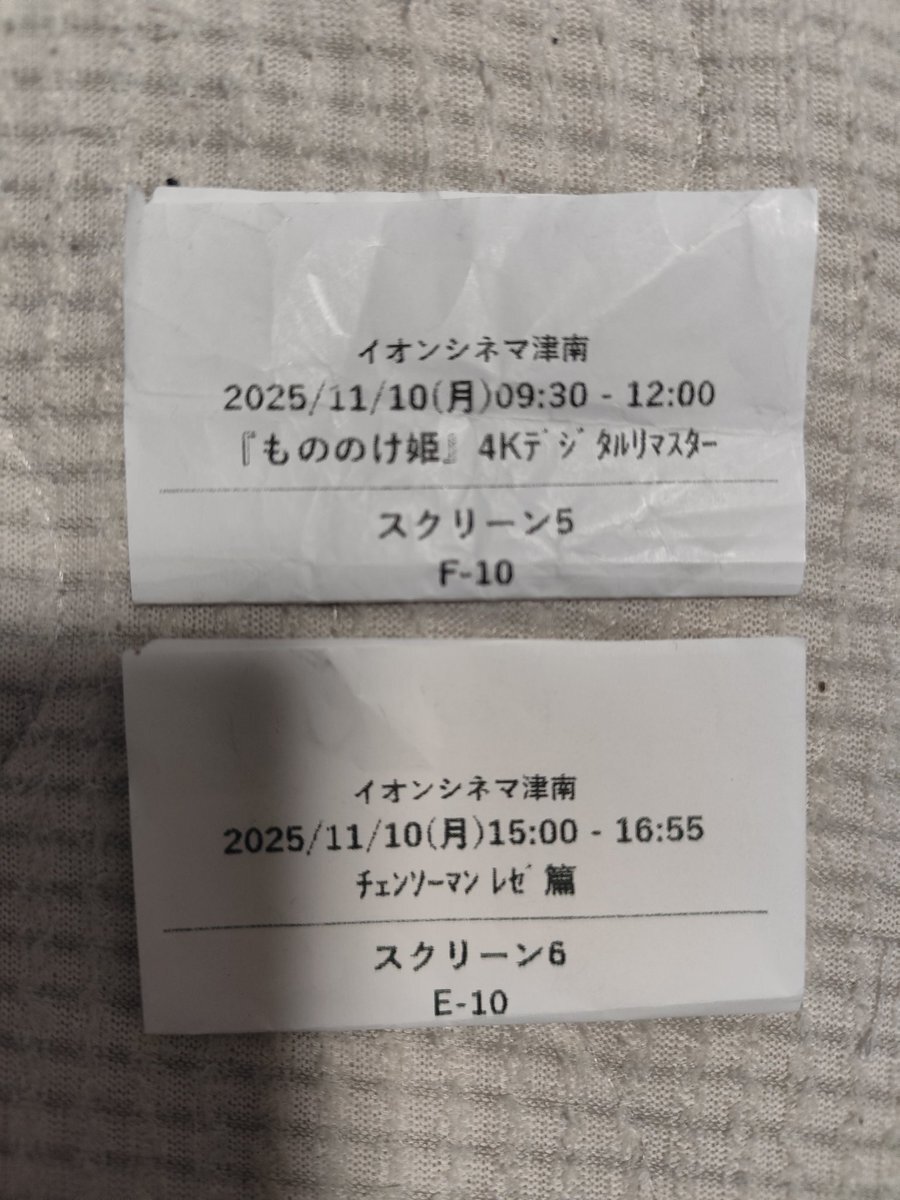 イオンシネマ津南
2025/11/10(月)09:30 - 12:00
『もののけ姫』 4Kﾃﾞｼﾞﾀﾙﾘﾏｽﾀｰ
スクリーン5
F-10
イオンシネマ津南
2025/11/10(月)15:00 - 16:55
ﾁｪﾝｿｰﾏﾝ ﾚｾﾞ 篇
スクリーン6
E-10